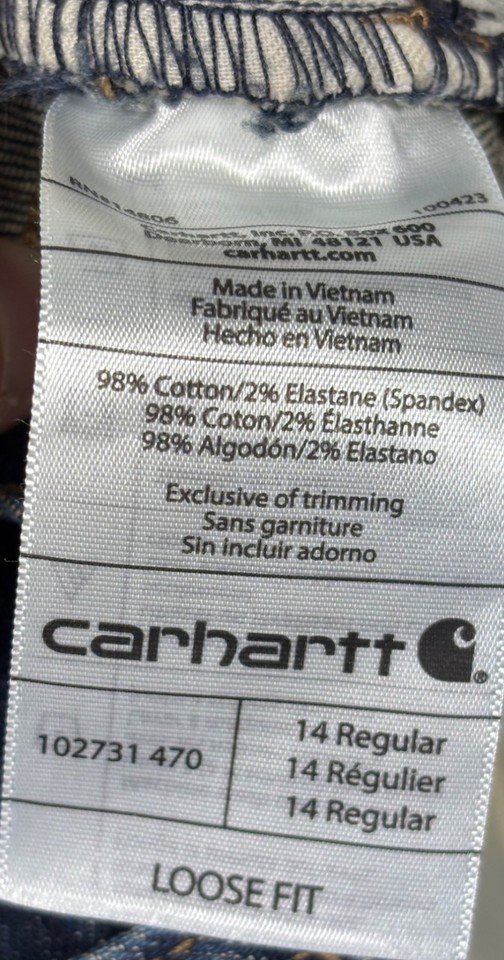 100423
Carhartt, Inc. P.O. Box 600
Dearborn, MI 48121 USA
carhartt.com
Made in Vietnam
Fabriqué au Vietnam
Hecho en Vietnam
98% Cotton/2% Elastane (Spandex)
98% Coton/2% Élasthanne
98% Algodón/2% Elastano
Exclusive of trimming
Sans garniture
Sin incluir adorno
carhartt ®
102731 470
14 Regular
14 Régulier
14 Regular
LOOSE FIT